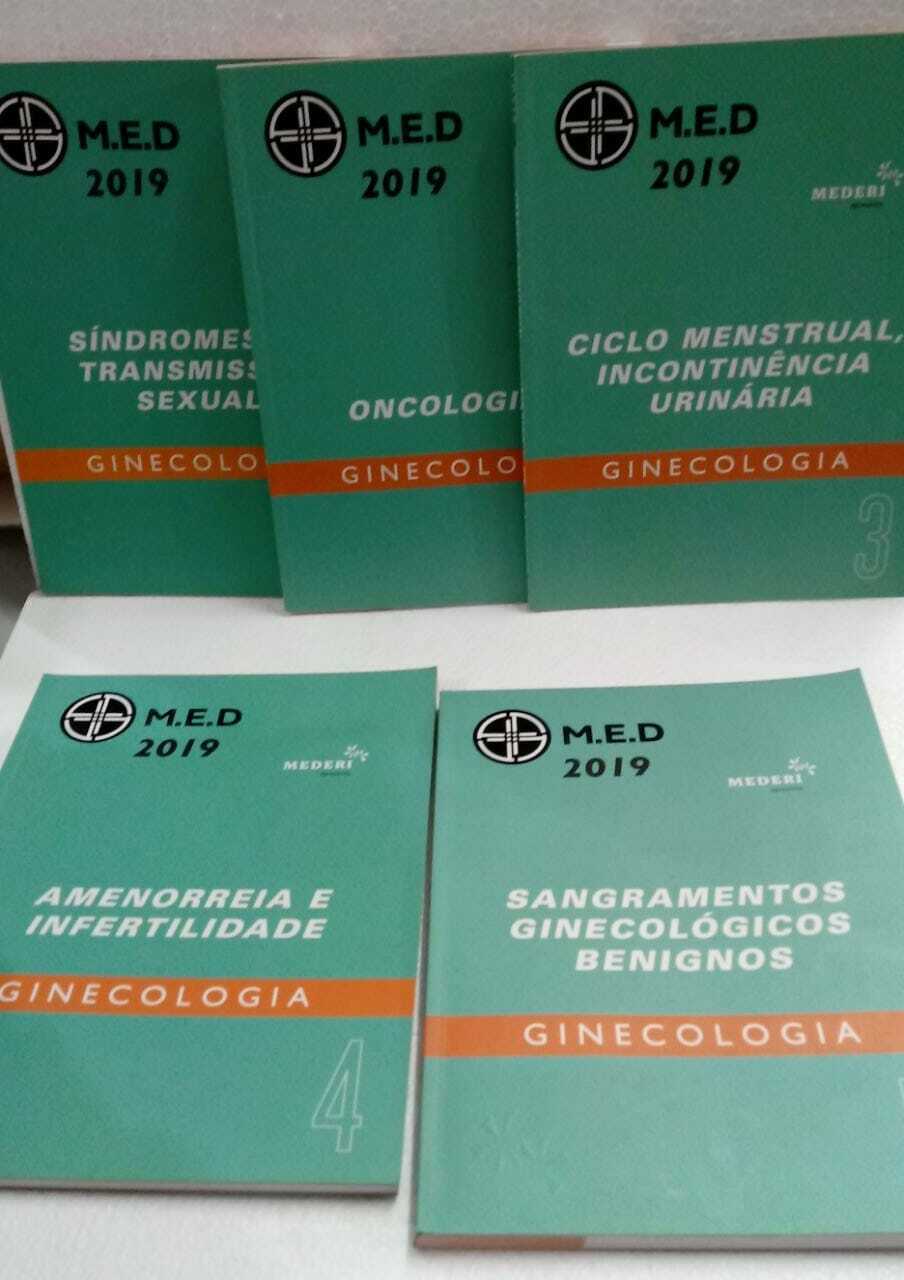 M.E.D
2019
SÍNDROMES
TRANSMISS
SEXUAL
GINECOLO
M.E.D
2019
ONCOLOGI
GINECOLO
M.E.D
2019
MEDERI
CICLO MENSTRUAL,
INCONTINÊNCIA
URINÁRIA
GINECOLOGIA
3
M.E.D
2019
MEDERI
AMENORREIA E
INFERTILIDADE
GINECOLOGIA
4
M.E.D
2019
MEDERI
SANGRAMENTOS
GINECOLÓGICOS
BENIGNOS
GINECOLOGIA